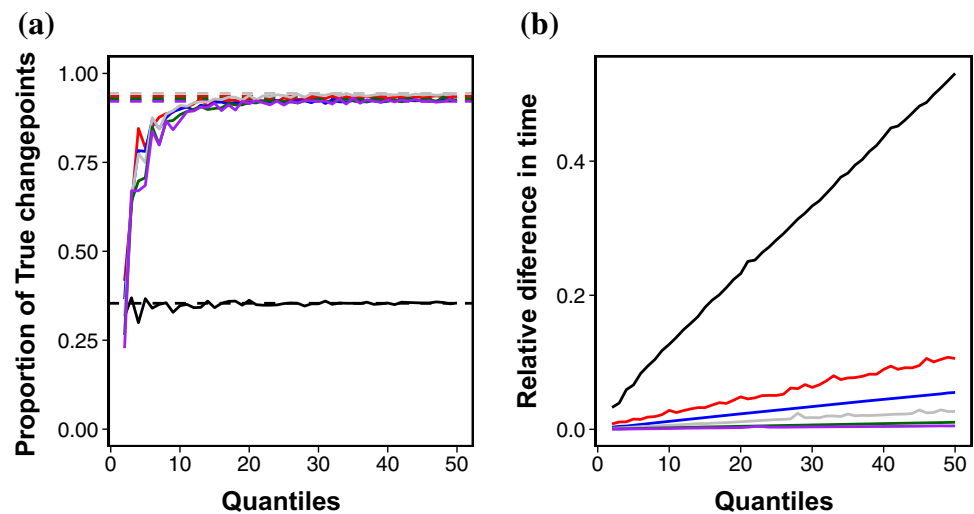 (a)
Proportion of True changepoints
1.00
0.75
0.50
0.25
0.00
0 10 20 30 40 50
Quantiles
(b)
Relative diference in time
0.4
0.2
0.0
0 10 20 30 40 50
Quantiles